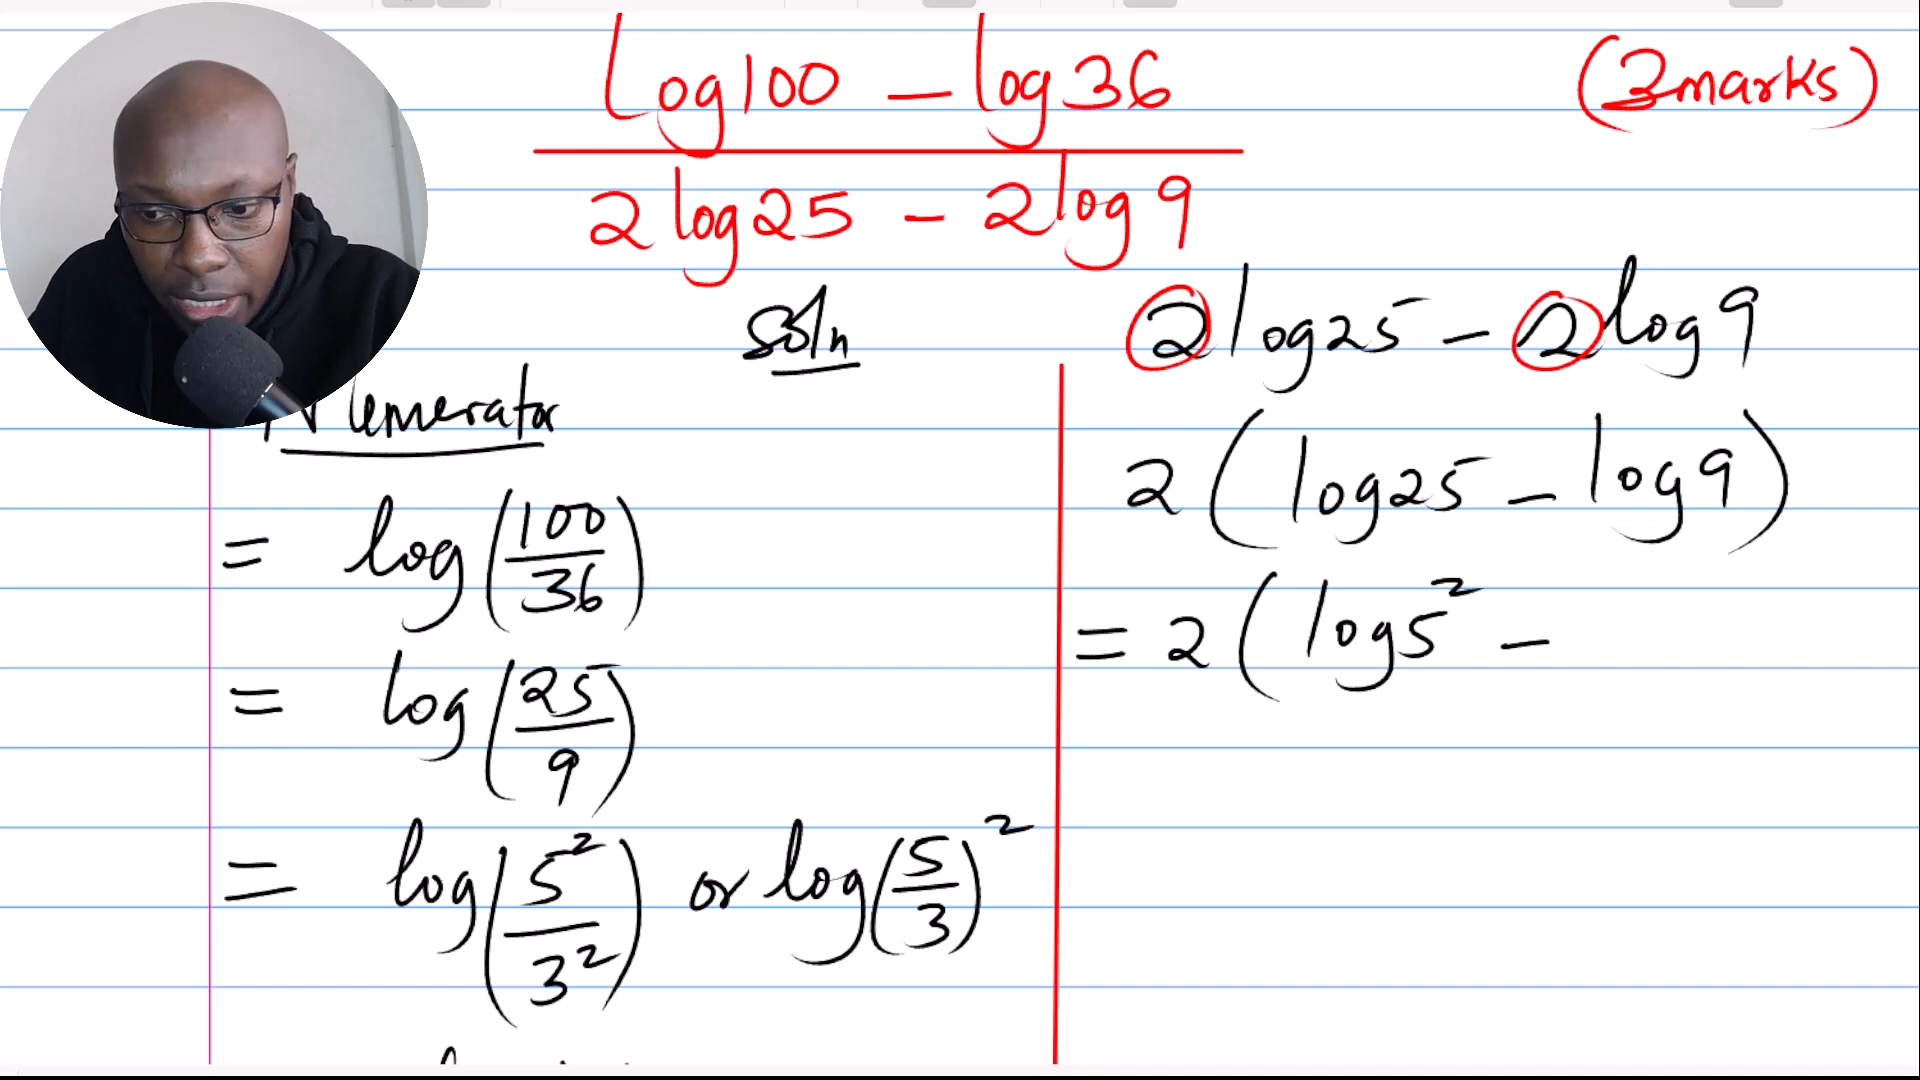 log100 – log36 (3marks)
2log25 – 2log9
soln
2log25 – 2log9
2(log25 – log9)
= 2(log5² –
Numerator
= log(100/36)
= log(25/9)
= log(5²/3²) or log(5/3)²